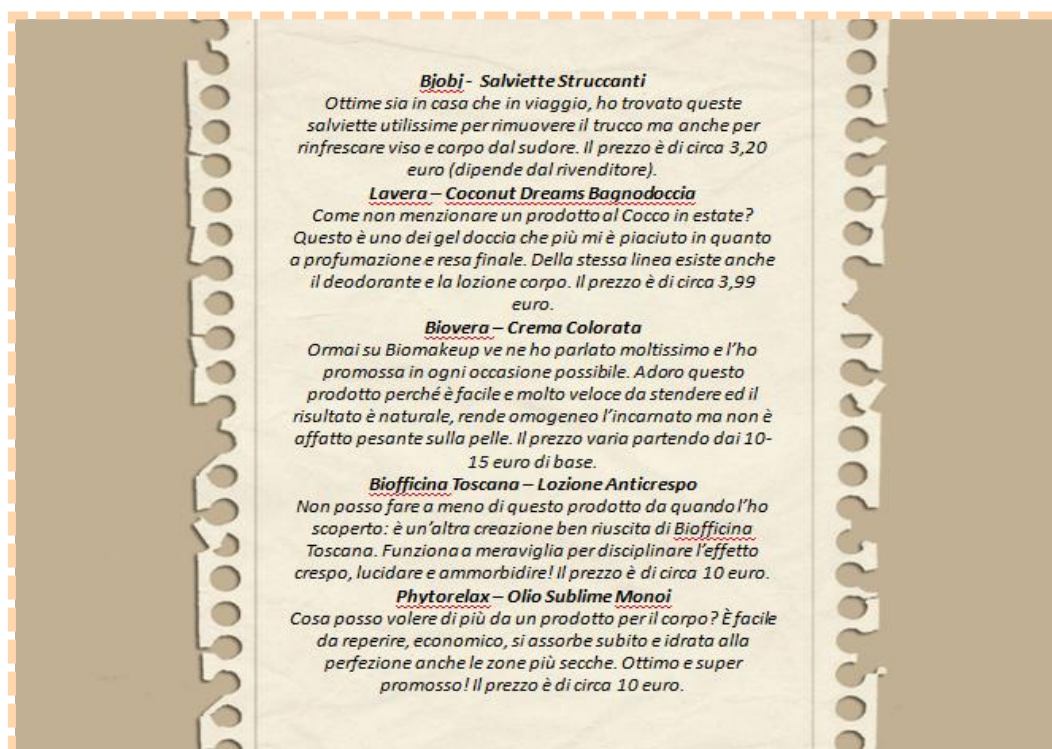 Bjobj - Salviette Struccanti
Ottime sia in casa che in viaggio, ho trovato queste
salviette utilissime per rimuovere il trucco ma anche per
rinfrescare viso e corpo dal sudore. Il prezzo è di circa 3,20
euro (dipende dal rivenditore).
Lavera – Coconut Dreams Bagnodoccia
Come non menzionare un prodotto al Cocco in estate?
Questo è uno dei gel doccia che più mi è piaciuto in quanto
a profumazione e resa finale. Della stessa linea esiste anche
il deodorante e la lozione corpo. Il prezzo è di circa 3,99
euro.
Biovera – Crema Colorata
Ormai su Biomakeup ve ne ho parlato moltissimo e l’ho
promossa in ogni occasione possibile. Adoro questo
prodotto perché è facile e molto veloce da stendere ed il
risultato è naturale, rende omogeneo l’incarnato ma non è
affatto pesante sulla pelle. Il prezzo varia partendo dai 10-
15 euro di base.
Biofficina Toscana – Lozione Anticrespo
Non posso fare a meno di questo prodotto da quando l’ho
scoperto: è un’altra creazione ben riuscita di Biofficina
Toscana. Funziona a meraviglia per disciplinare l’effetto
crespo, lucidare e ammorbidire! Il prezzo è di circa 10 euro.
Phytorelax – Olio Sublime Monoi
Cosa posso volere di più da un prodotto per il corpo? È facile
da reperire, economico, si assorbe subito e idrata alla
perfezione anche le zone più secche. Ottimo e super
promosso! Il prezzo è di circa 10 euro.